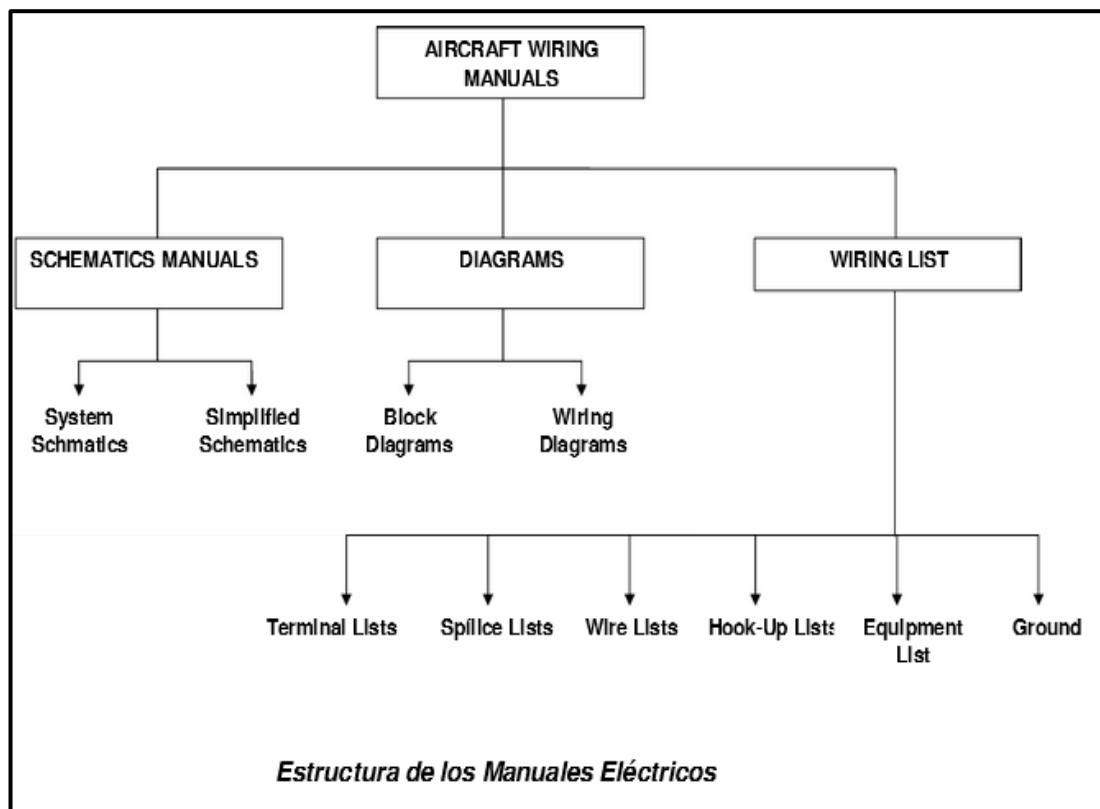 AIRCRAFT WIRING
MANUALS
SCHEMATICS MANUALS
DIAGRAMS
WIRING LIST
System
Schmatics
Simplified
Schematics
Block
Diagrams
Wiring
Diagrams
Terminal Lists
Spílice Lists
Wire Lists
Hook-Up Lists
Equipment
List
Ground
Estructura de los Manuales Eléctricos